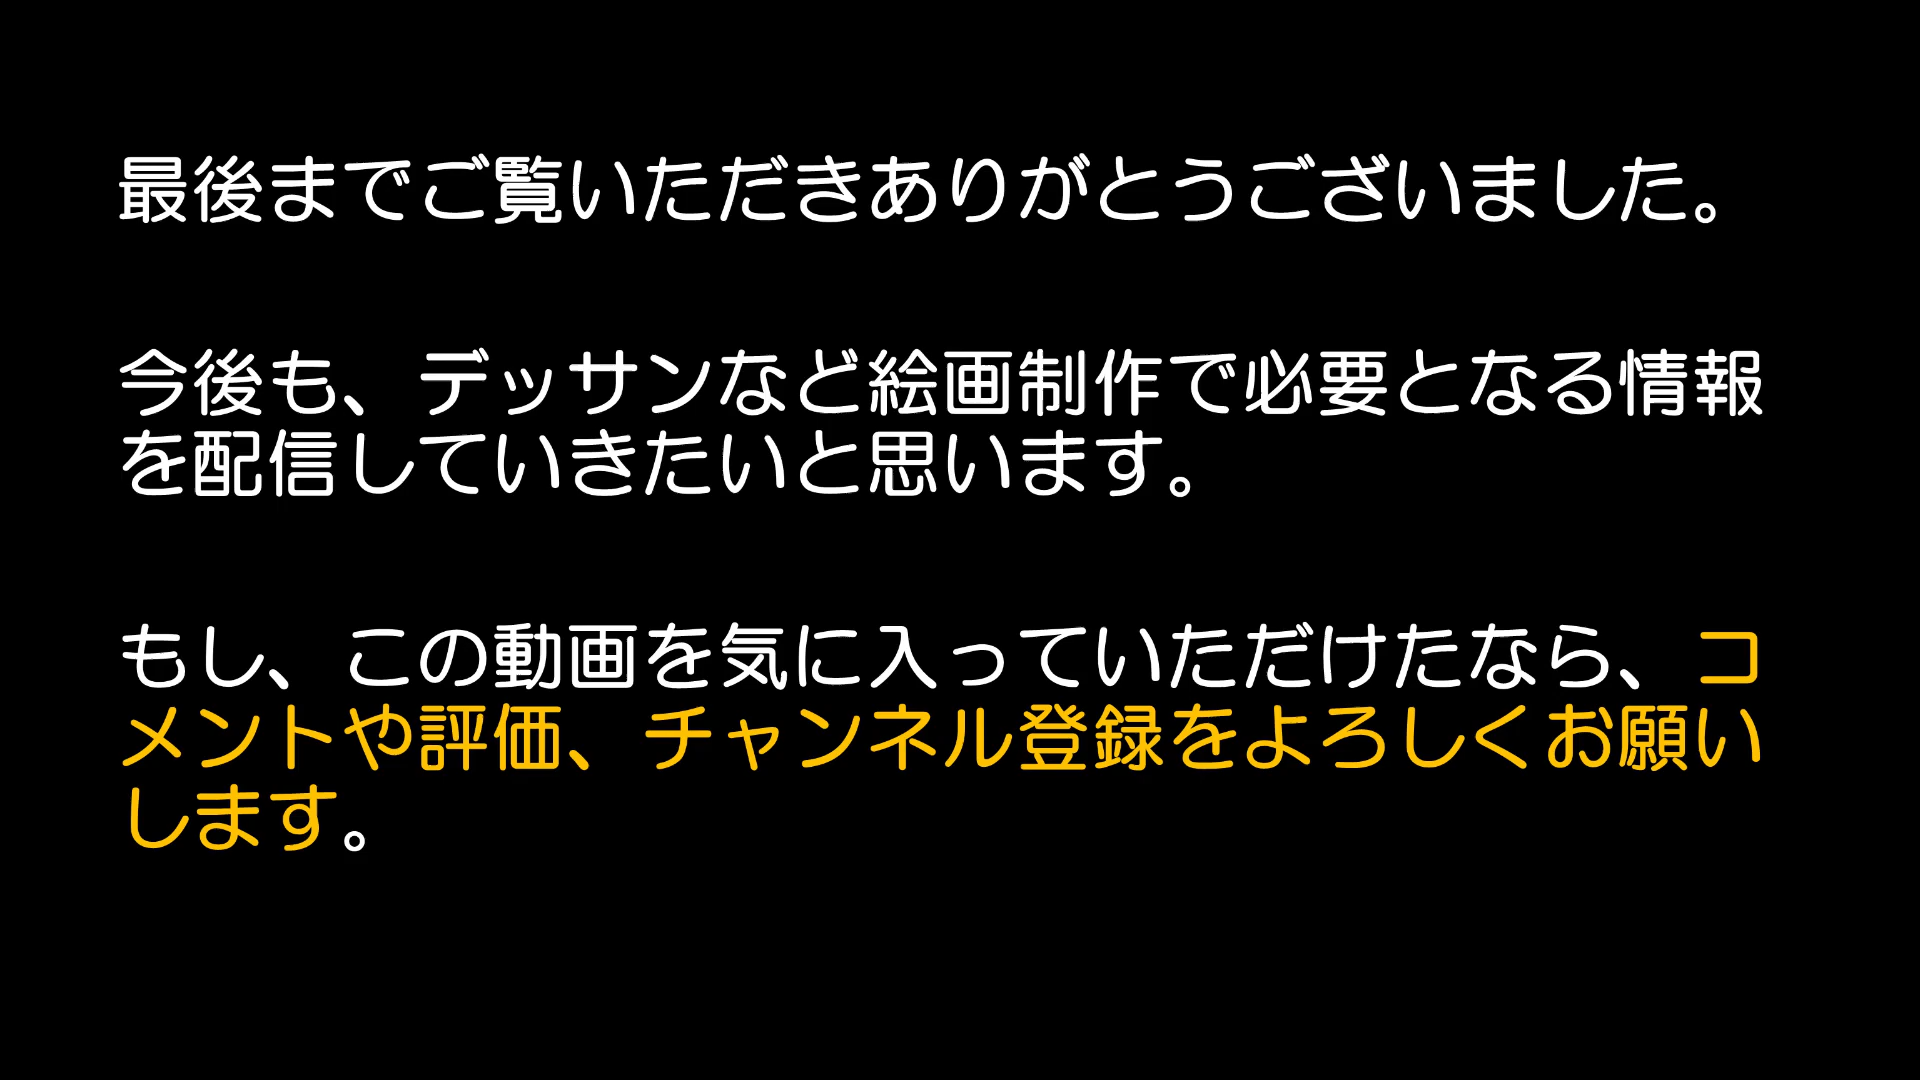 最後までご覧いただきありがとうございました。
今後も、デッサンなど絵画制作で必要となる情報
を配信していきたいと思います。
もし、この動画を気に入っていただけたなら、コ
メントや評価、チャンネル登録をよろしくお願い
します。